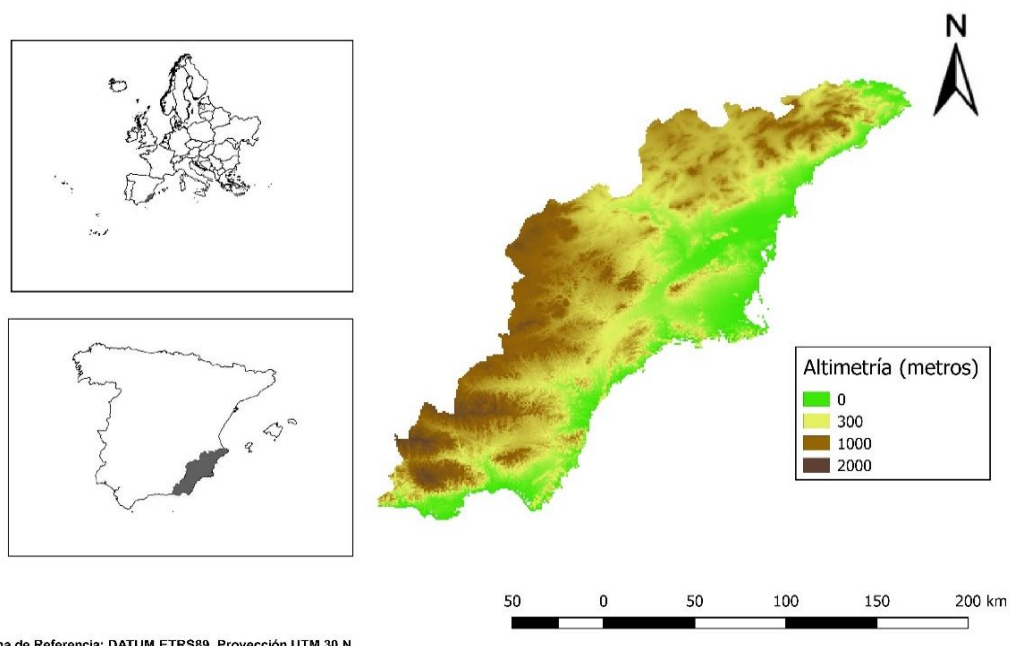 N
Altimetría (metros)
0
300
1000
2000
50 0 50 100 150 200 km
de Referencia: DATUM ETRS89. Proyección UTM 30 N